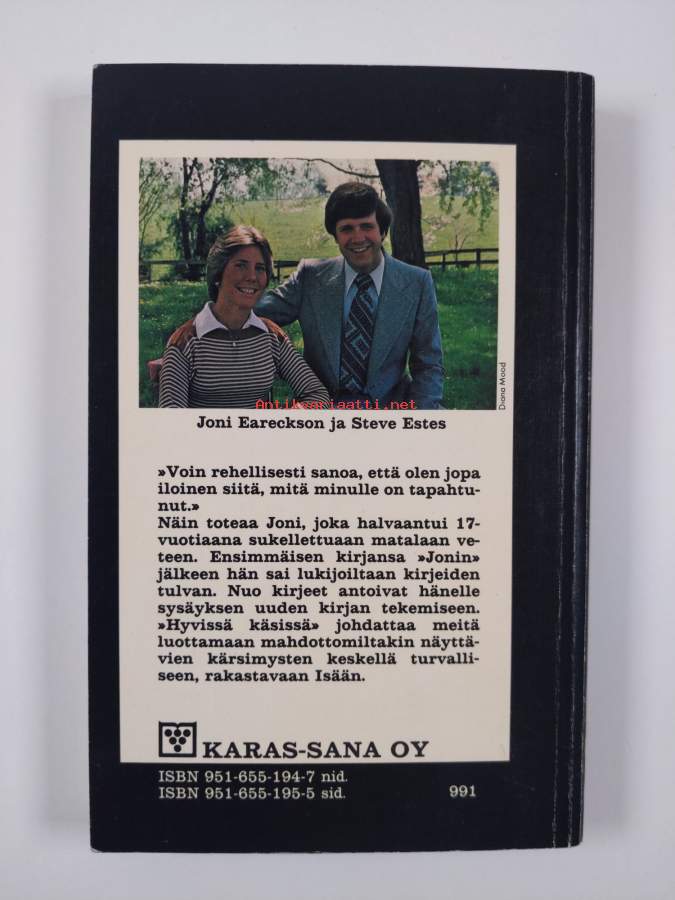 Diana Mood
Antikvariaatti.net
Joni Eareckson ja Steve Estes
»Voin rehellisesti sanoa, että olen jopa
iloinen siitä, mitä minulle on tapahtu-
nut.»
Näin toteaa Joni, joka halvaantui 17-
vuotiaana sukellettuaan matalaan ve-
teen. Ensimmäisen kirjansa »Jonin»
jälkeen hän sai lukijoiltaan kirjeiden
tulvan. Nuo kirjeet antoivat hänelle
sysäyksen uuden kirjan tekemiseen.
»Hyvissä käsissä» johdattaa meitä
luottamaan mahdottomiltakin näyttä-
vien kärsimysten keskellä turvalli-
seen, rakastavaan Isään.
KARAS-SANA OY
ISBN 951-655-194-7 nid.
ISBN 951-655-195-5 sid.
991